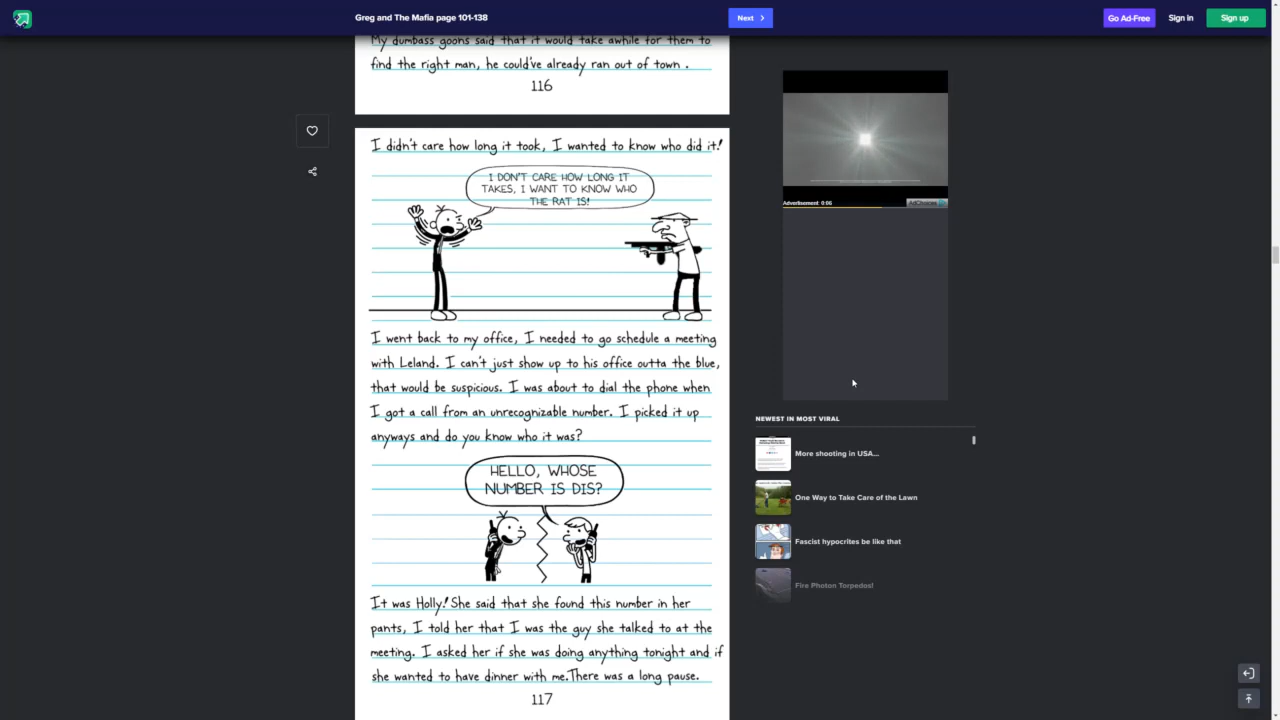 Greg and The Mafia page 101-138
Next
Go Ad-Free
Sign in
Sign up
My dumbass goons said that it would take awhile for them to
find the right man, he could've already ran out of town .
116
I didn't care how long it took, I wanted to know who did it!
I DON'T CARE HOW LONG IT
TAKES, I WANT TO KNOW WHO
THE RAT IS!
I went back to my office, I needed to go schedule a meeting
with Leland. I can't just show up to his office outta the blue,
that would be suspicious. I was about to dial the phone when
I got a call from an unrecognizable number. I picked it up
anyways and do you know who it was?
HELLO, WHOSE
NUMBER IS DIS?
It was Holly! She said that she found this number in her
pants, I told her that I was the guy she talked to at the
meeting. I asked her if she was doing anything tonight and if
she wanted to have dinner with me.There was a long pause.
117
Advertisement: 0:06
AdChoices
NEWEST IN MOST VIRAL
More shooting in USA...
One Way to Take Care of the Lawn
Fascist hypocrites be like that
Fire Photon Torpedos!